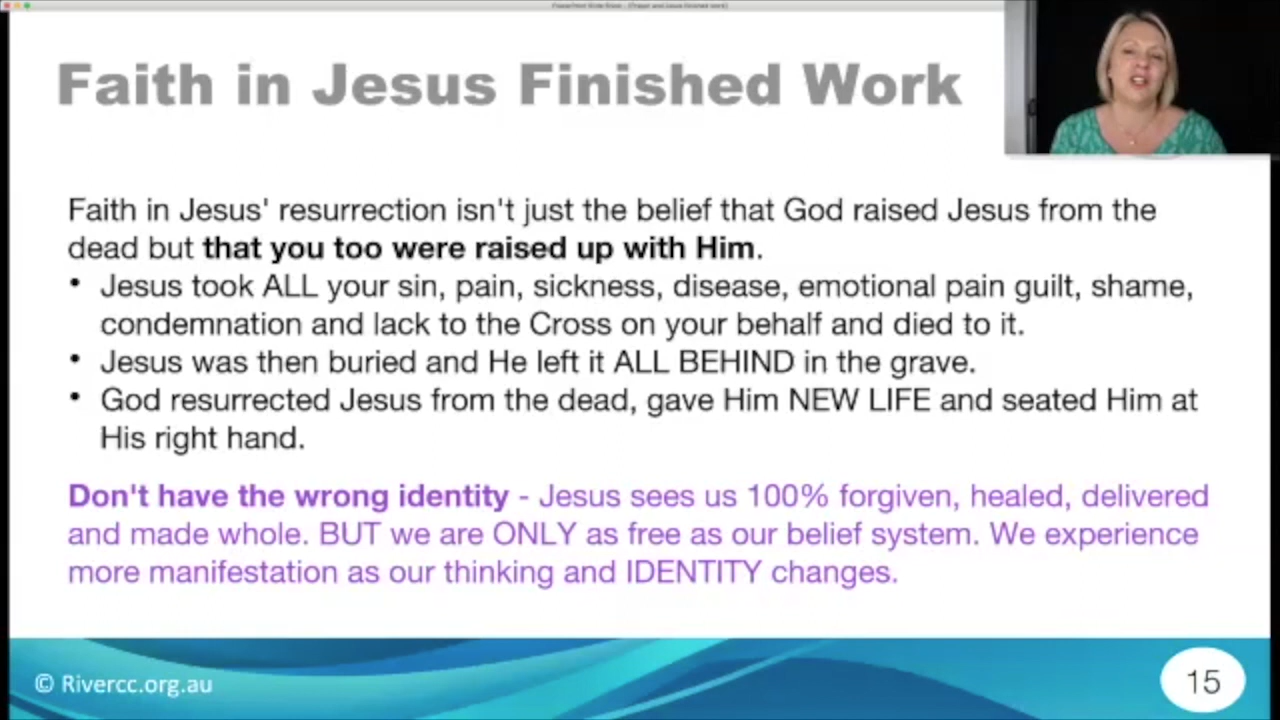 Faith in Jesus Finished Work
Faith in Jesus' resurrection isn't just the belief that God raised Jesus from the
dead but that you too were raised up with Him.
• Jesus took ALL your sin, pain, sickness, disease, emotional pain guilt, shame,
condemnation and lack to the Cross on your behalf and died to it.
• Jesus was then buried and He left it ALL BEHIND in the grave.
• God resurrected Jesus from the dead, gave Him NEW LIFE and seated Him at
His right hand.
Don't have the wrong identity - Jesus sees us 100% forgiven, healed, delivered
and made whole. BUT we are ONLY as free as our belief system. We experience
more manifestation as our thinking and IDENTITY changes.
© Rivercc.org.au
15